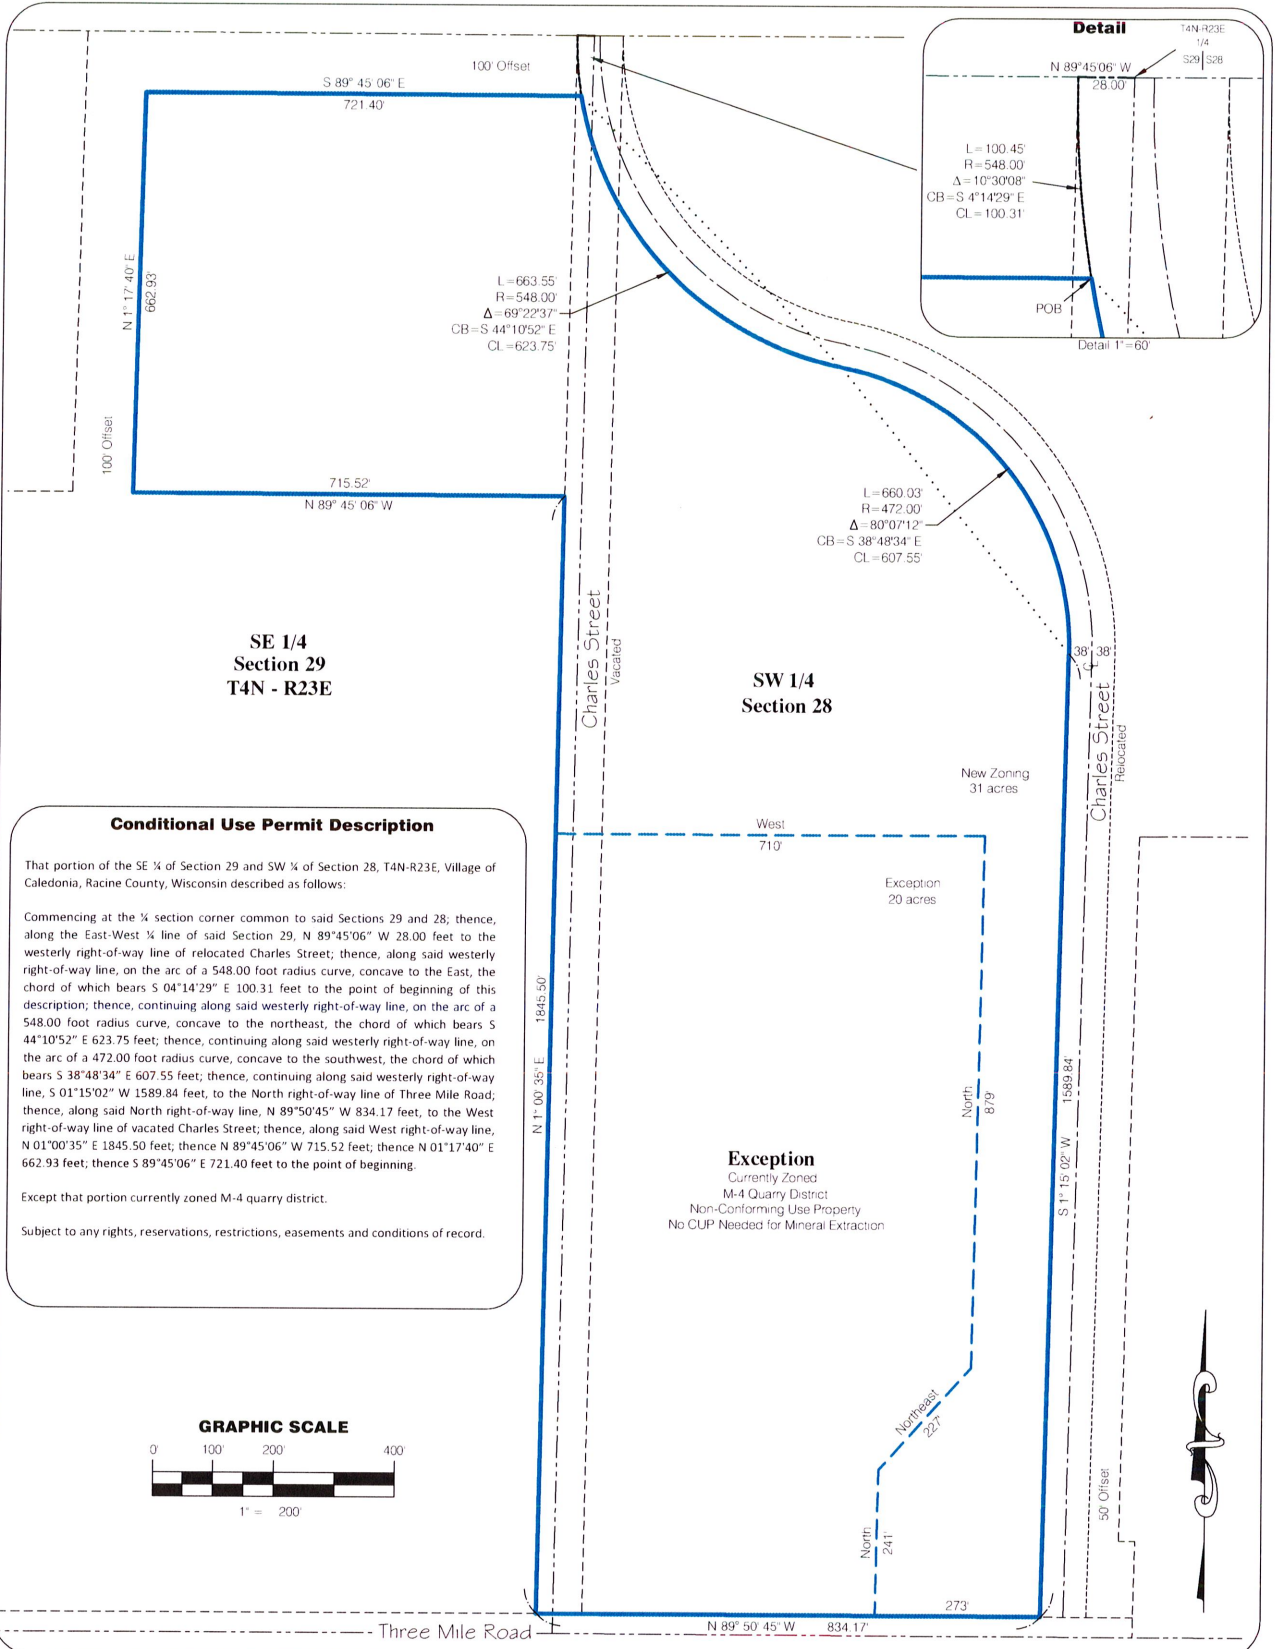 Detail
T4N-R23E
1/4
S29 | S28
N 89°45'06" W
28.00'
L=100.45'
R=548.00'
Δ=10°30'08"
CB=S 4°14'29" E
CL=100.31'
POB
Detail 1"=60'
100' Offset
S 89° 45' 06" E
721.40'
N 1° 17' 40" E
662.93'
100' Offset
L=663.55'
R=548.00'
Δ=69°22'37"
CB=S 44°10'52" E
CL=623.75'
715.52'
N 89° 45' 06" W
L=660.03'
R=472.00'
Δ=80°07'12"
CB=S 38°48'34" E
CL=607.55'
SE 1/4
Section 29
T4N - R23E
Charles Street
Vacated
SW 1/4
Section 28
38' 38'
CL
Charles Street
Relocated
New Zoning
31 acres
West
710'
Exception
20 acres
Conditional Use Permit Description
That portion of the SE ¼ of Section 29 and SW ¼ of Section 28, T4N-R23E, Village of
Caledonia, Racine County, Wisconsin described as follows:
Commencing at the ¼ section corner common to said Sections 29 and 28; thence,
along the East-West ¼ line of said Section 29, N 89°45'06" W 28.00 feet to the
westerly right-of-way line of relocated Charles Street; thence, along said westerly
right-of-way line, on the arc of a 548.00 foot radius curve, concave to the East, the
chord of which bears S 04°14'29" E 100.31 feet to the point of beginning of this
description; thence, continuing along said westerly right-of-way line, on the arc of a
548.00 foot radius curve, concave to the northeast, the chord of which bears S
44°10'52" E 623.75 feet; thence, continuing along said westerly right-of-way line, on
the arc of a 472.00 foot radius curve, concave to the southwest, the chord of which
bears S 38°48'34" E 607.55 feet; thence, continuing along said westerly right-of-way
line, S 01°15'02" W 1589.84 feet, to the North right-of-way line of Three Mile Road;
thence, along said North right-of-way line, N 89°50'45" W 834.17 feet, to the West
right-of-way line of vacated Charles Street; thence, along said West right-of-way line,
N 01°00'35" E 1845.50 feet; thence N 89°45'06" W 715.52 feet; thence N 01°17'40" E
662.93 feet; thence S 89°45'06" E 721.40 feet to the point of beginning.
Except that portion currently zoned M-4 quarry district.
Subject to any rights, reservations, restrictions, easements and conditions of record.
N 1° 00' 35" E 1845.50'
North
879'
S 1° 15' 02" W 1589.84'
Exception
Currently Zoned
M-4 Quarry District
Non-Conforming Use Property
No CUP Needed for Mineral Extraction
Northeast
227'
North
241'
50' Offset
GRAPHIC SCALE
0' 100' 200' 400'
1" = 200'
273'
N 89° 50' 45" W 834.17'
Three Mile Road